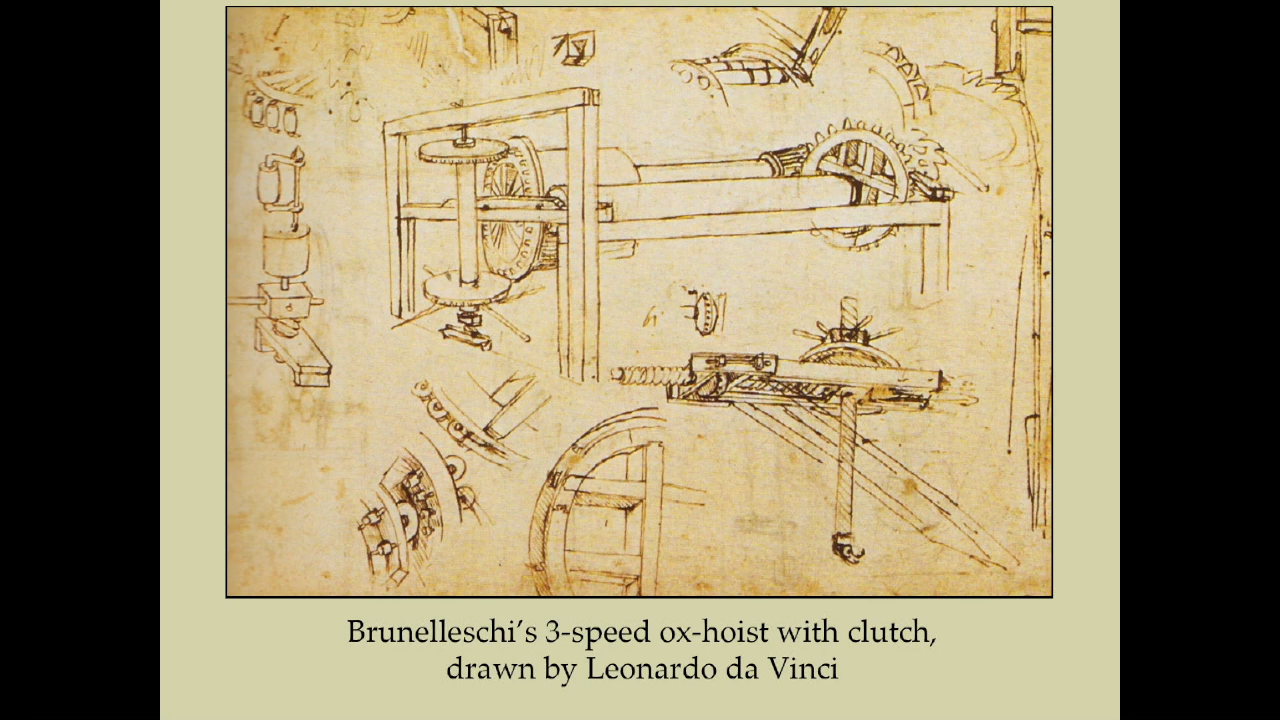 Brunelleschi's 3-speed ox-hoist with clutch,
drawn by Leonardo da Vinci